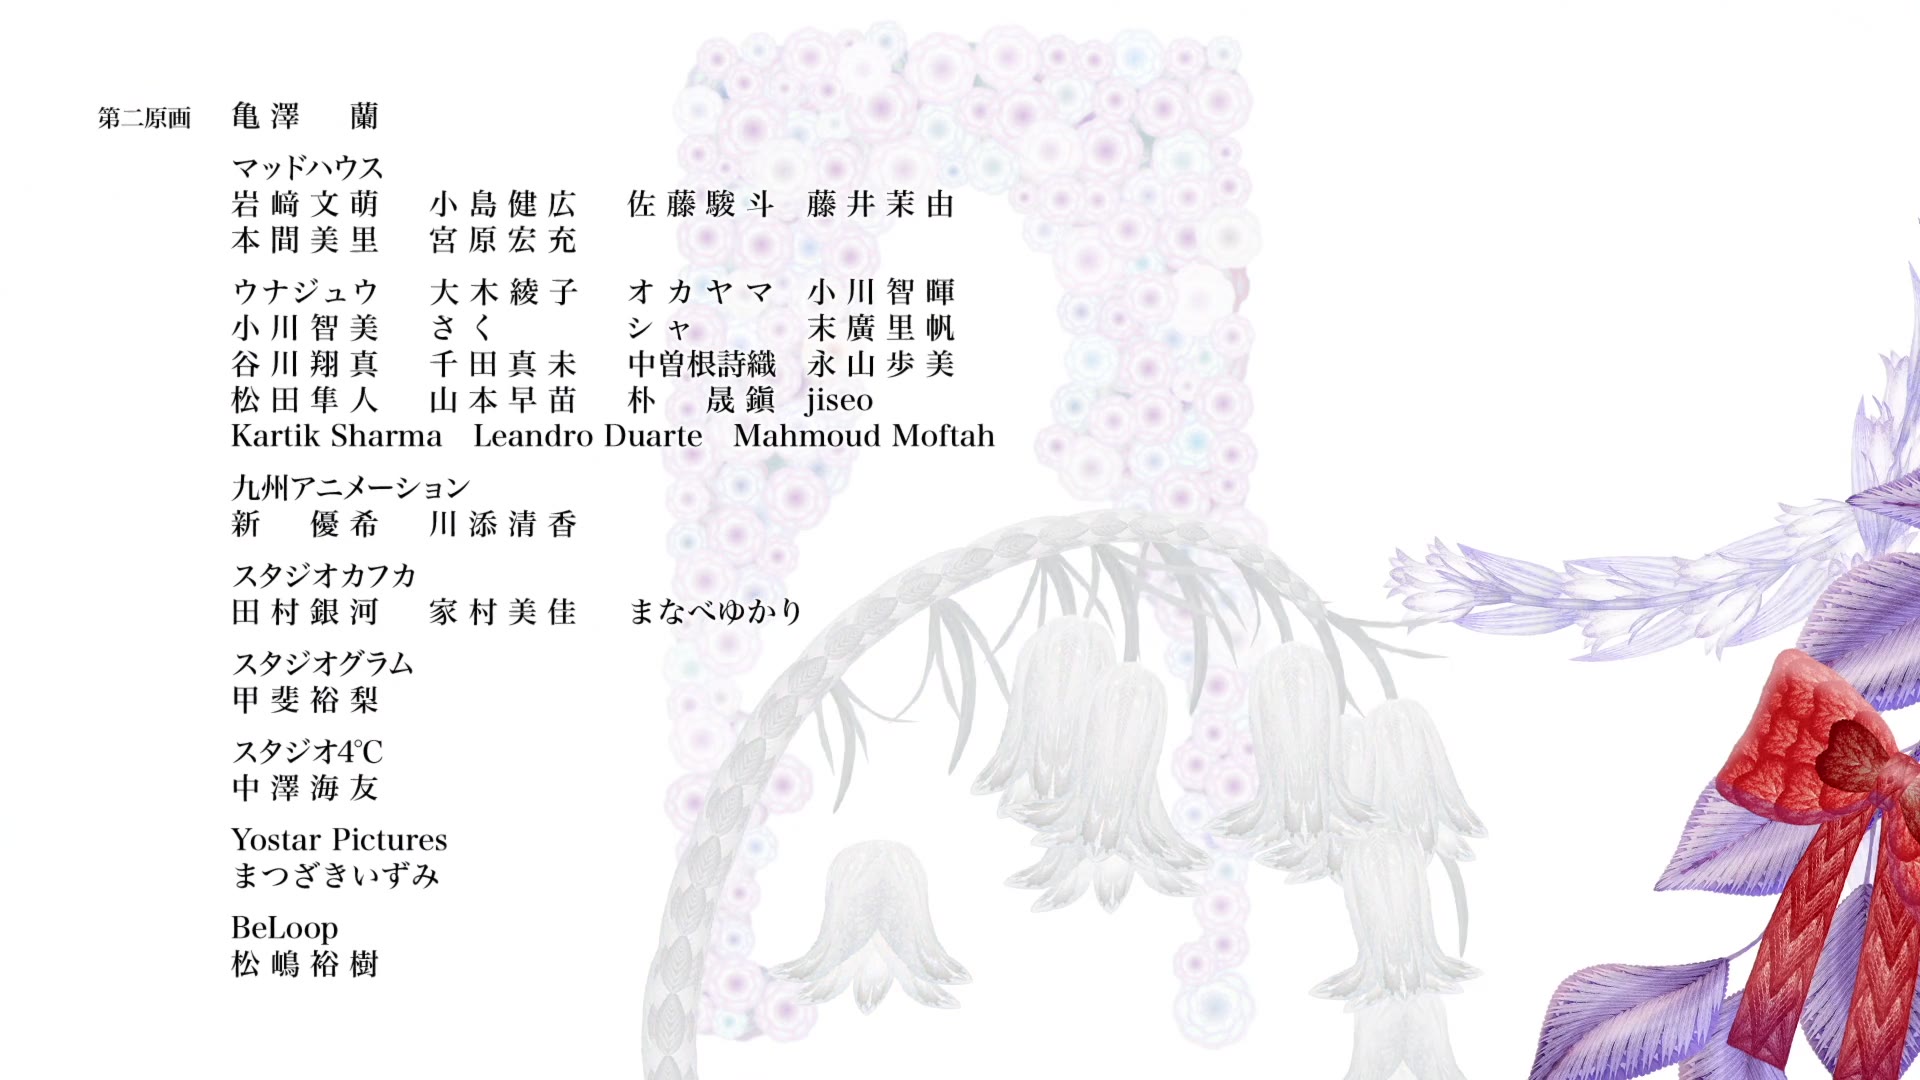 第二原画 亀澤 蘭
マッドハウス
岩﨑文萌 小島健広 佐藤駿斗 藤井茉由
本間美里 宮原宏充
ウナジュウ 大木綾子 オカヤマ 小川智暉
小川智美 さく シャ 末廣里帆
谷川翔真 千田真未 中曽根詩織 永山歩美
松田隼人 山本早苗 朴 晟鎭 jiseo
Kartik Sharma Leandro Duarte Mahmoud Moftah
九州アニメーション
新 優希 川添清香
スタジオカフカ
田村銀河 家村美佳 まなべゆかり
スタジオグラム
甲斐裕梨
スタジオ4℃
中澤海友
Yostar Pictures
まつざきいずみ
BeLoop
松嶋裕樹